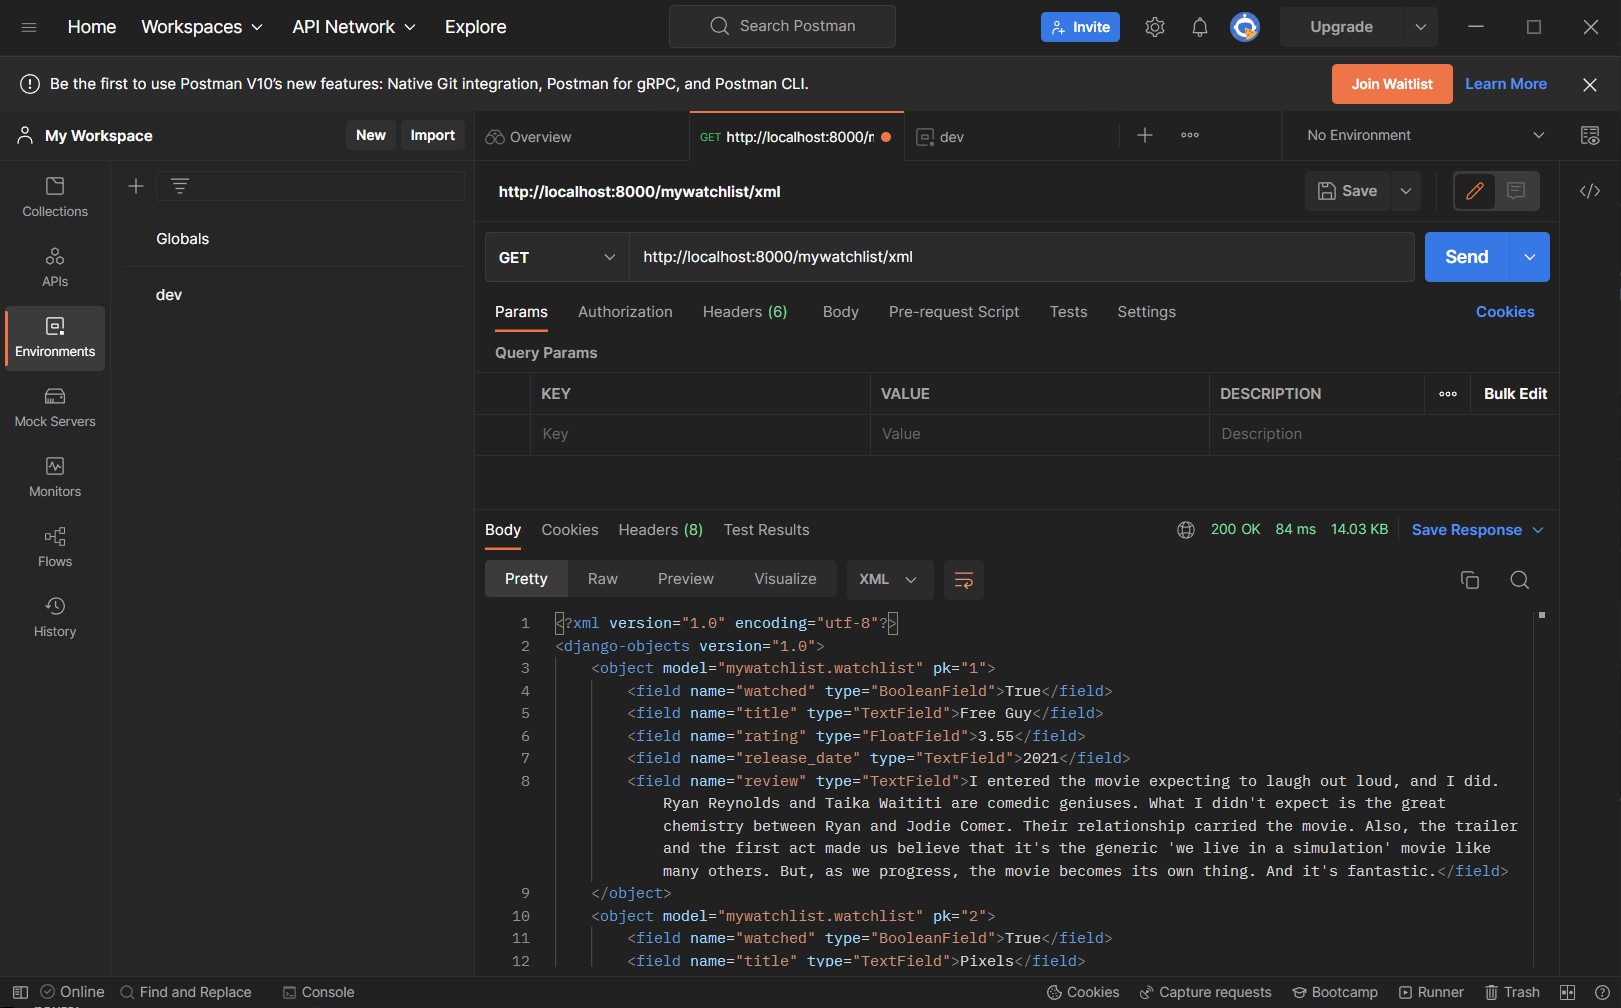 Home Workspaces API Network Explore Search Postman Invite Upgrade
Be the first to use Postman V10's new features: Native Git integration, Postman for gRPC, and Postman CLI. Join Waitlist Learn More
My Workspace New Import Overview GET http://localhost:8000/r dev No Environment
http://localhost:8000/mywatchlist/xml Save
Collections
Globals
GET http://localhost:8000/mywatchlist/xml Send
APIs
dev
Params Authorization Headers (6) Body Pre-request Script Tests Settings Cookies
Environments
Query Params
KEY VALUE DESCRIPTION Bulk Edit
Mock Servers
Key Value Description
Monitors
Body Cookies Headers (8) Test Results 200 OK 84 ms 14.03 KB Save Response
Flows
Pretty Raw Preview Visualize XML
History
1 <?xml version="1.0" encoding="utf-8"?>
2 <django-objects version="1.0">
3 <object model="mywatchlist.watchlist" pk="1">
4 <field name="watched" type="BooleanField">True</field>
5 <field name="title" type="TextField">Free Guy</field>
6 <field name="rating" type="FloatField">3.55</field>
7 <field name="release_date" type="TextField">2021</field>
8 <field name="review" type="TextField">I entered the movie expecting to laugh out loud, and I did.
Ryan Reynolds and Taika Waititi are comedic geniuses. What I didn't expect is the great
chemistry between Ryan and Jodie Comer. Their relationship carried the movie. Also, the trailer
and the first act made us believe that it's the generic 'we live in a simulation' movie like
many others. But, as we progress, the movie becomes its own thing. And it's fantastic.</field>
9 </object>
10 <object model="mywatchlist.watchlist" pk="2">
11 <field name="watched" type="BooleanField">True</field>
12 <field name="title" type="TextField">Pixels</field>
Online Find and Replace Console Cookies Capture requests Bootcamp Runner Trash